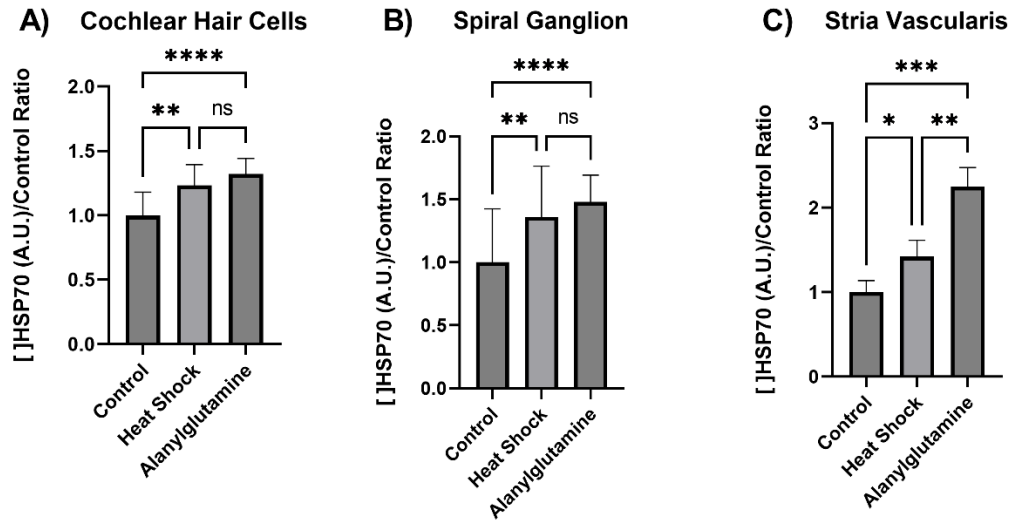 A) Cochlear Hair Cells
****
** ns
2.0
1.5
1.0
0.5
0.0
[ ]HSP70 (A.U.)/Control Ratio
Control
Heat Shock
Alanylglutamine
B) Spiral Ganglion
****
** ns
2.0
1.5
1.0
0.5
0.0
[ ]HSP70 (A.U.)/Control Ratio
Control
Heat Shock
Alanylglutamine
C) Stria Vascularis
***
* **
3
2
1
0
[ ]HSP70 (A.U.)/Control Ratio
Control
Heat Shock
Alanylglutamine